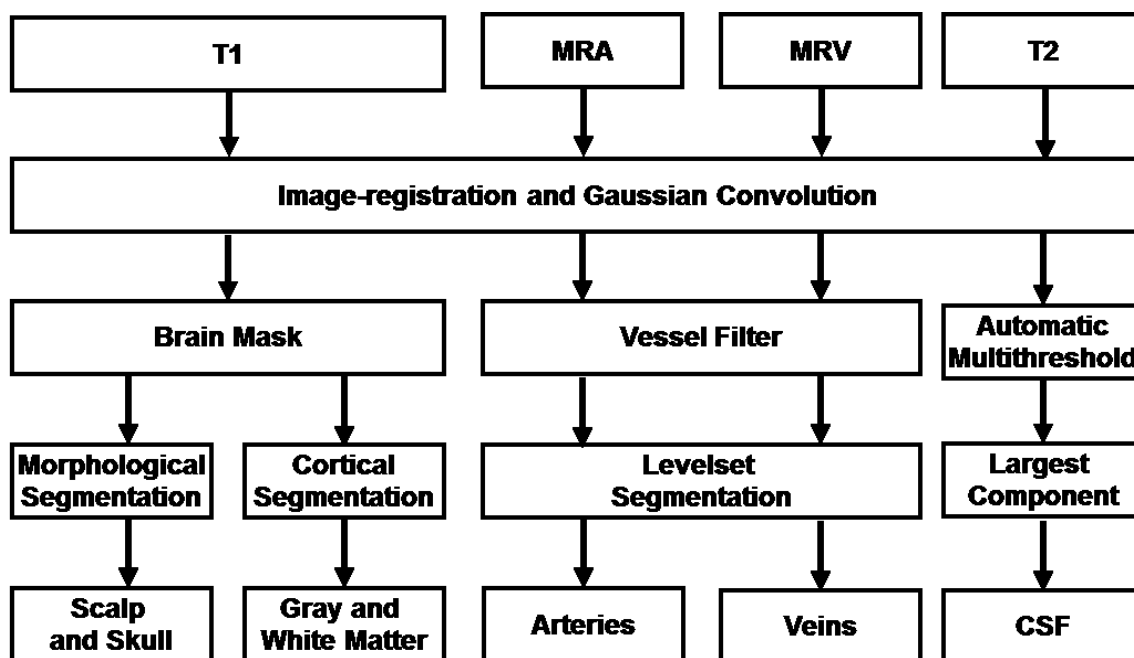 T1
MRA
MRV
T2
Image-registration and Gaussian Convolution
Brain Mask
Vessel Filter
Automatic
Multithreshold
Morphological
Segmentation
Cortical
Segmentation
Levelset
Segmentation
Largest
Component
Scalp
and Skull
Gray and
White Matter
Arteries
Veins
CSF